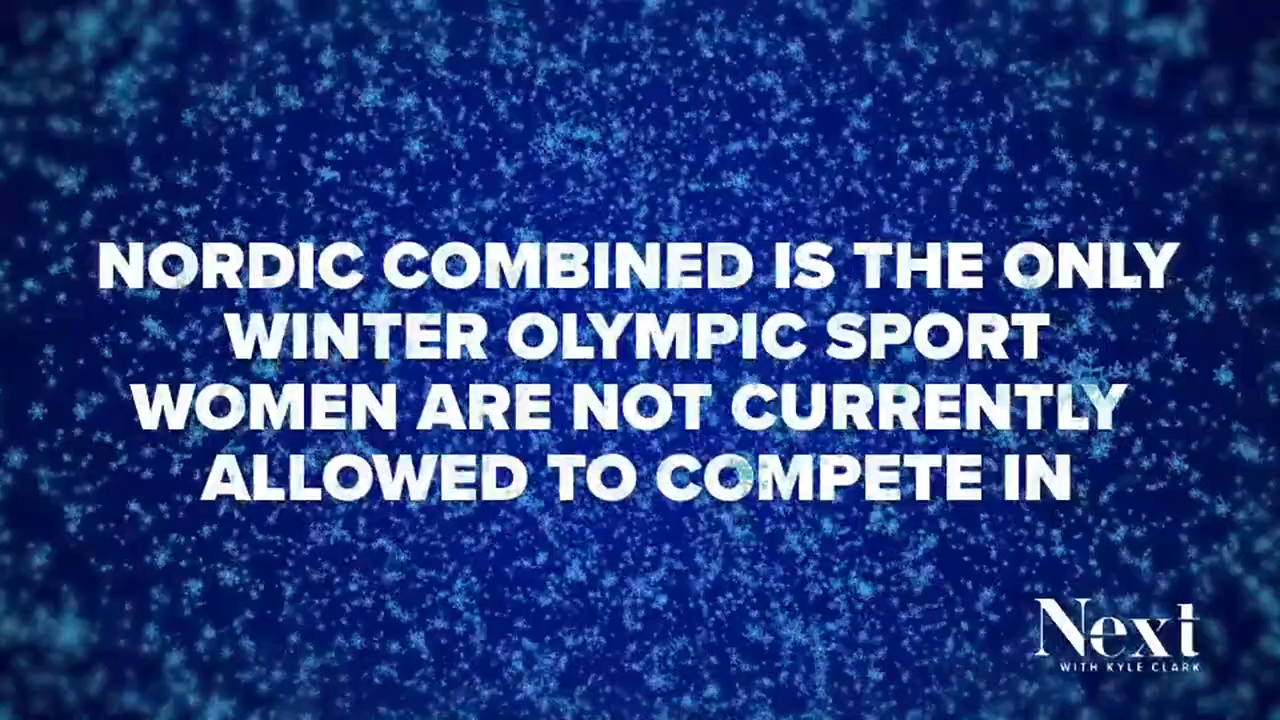 NORDIC COMBINED IS THE ONLY
WINTER OLYMPIC SPORT
WOMEN ARE NOT CURRENTLY
ALLOWED TO COMPETE IN
Next
WITH KYLE CLARK